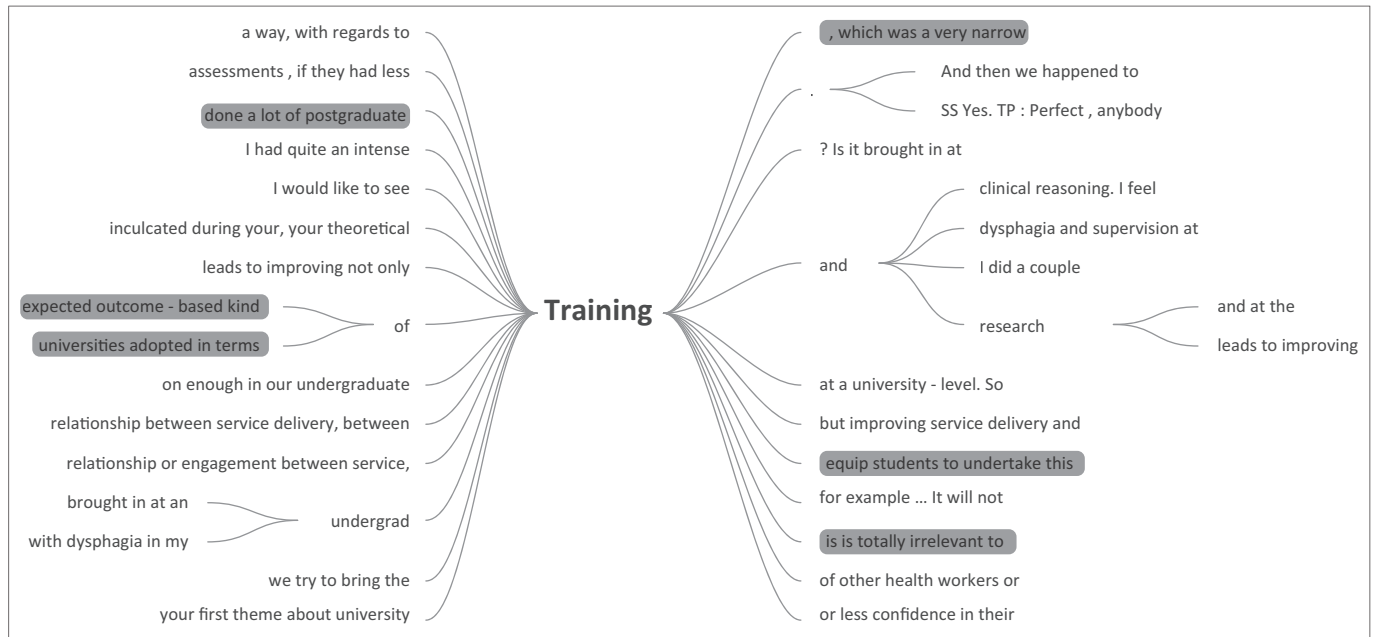 a way, with regards to
assessments , if they had less
done a lot of postgraduate
I had quite an intense
I would like to see
inculcated during your, your theoretical
leads to improving not only
expected outcome - based kind
universities adopted in terms
of
on enough in our undergraduate
relationship between service delivery, between
relationship or engagement between service,
brought in at an
with dysphagia in my
undergrad
we try to bring the
your first theme about university
Training
, which was a very narrow
.
And then we happened to
SS Yes. TP : Perfect , anybody
? Is it brought in at
and
clinical reasoning. I feel
dysphagia and supervision at
I did a couple
research
and at the
leads to improving
at a university - level. So
but improving service delivery and
equip students to undertake this
for example ... It will not
is is totally irrelevant to
of other health workers or
or less confidence in their